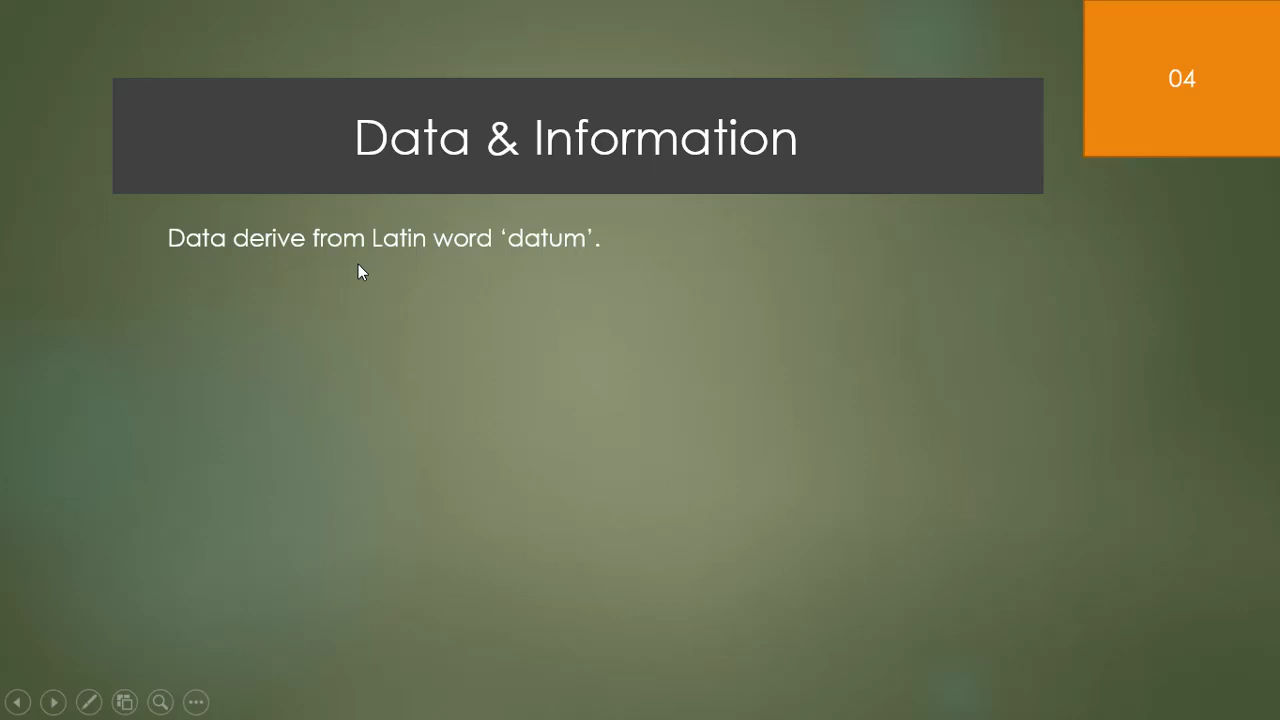 04
Data & Information
Data derive from Latin word ‘datum’.